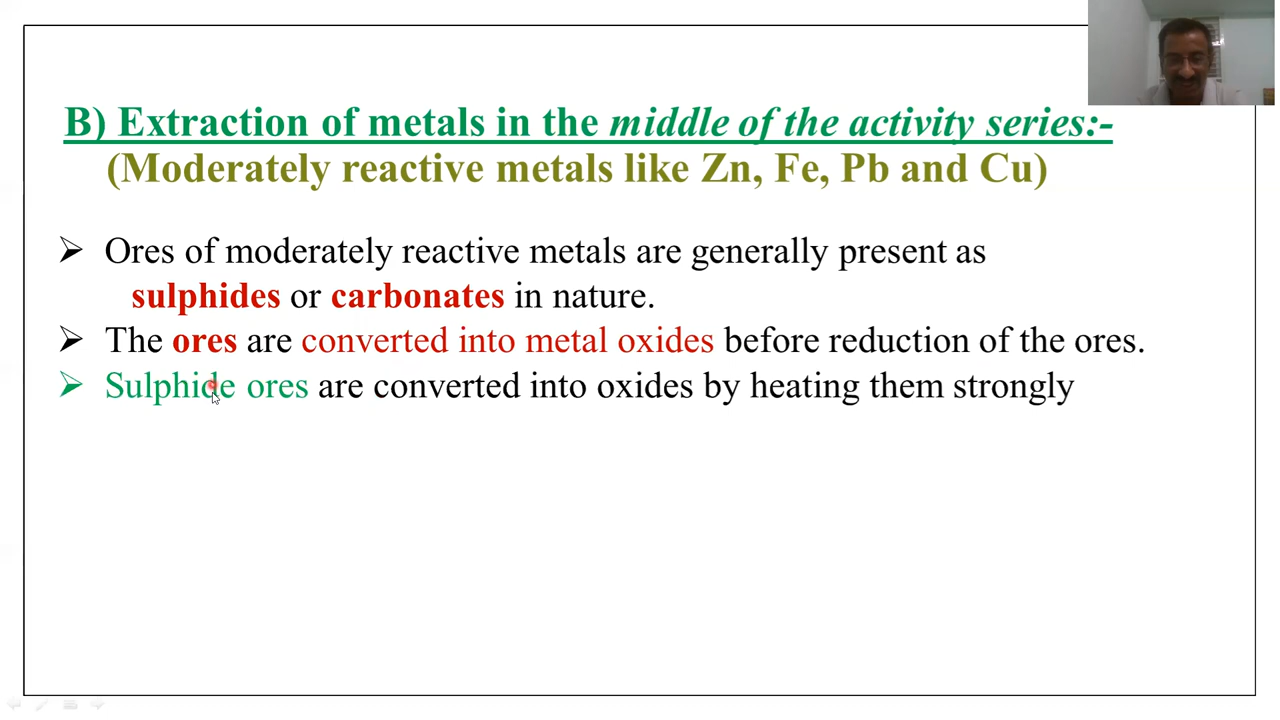 B) Extraction of metals in the middle of the activity series:-
(Moderately reactive metals like Zn, Fe, Pb and Cu)
➢ Ores of moderately reactive metals are generally present as
sulphides or carbonates in nature.
➢ The ores are converted into metal oxides before reduction of the ores.
➢ Sulphide ores are converted into oxides by heating them strongly